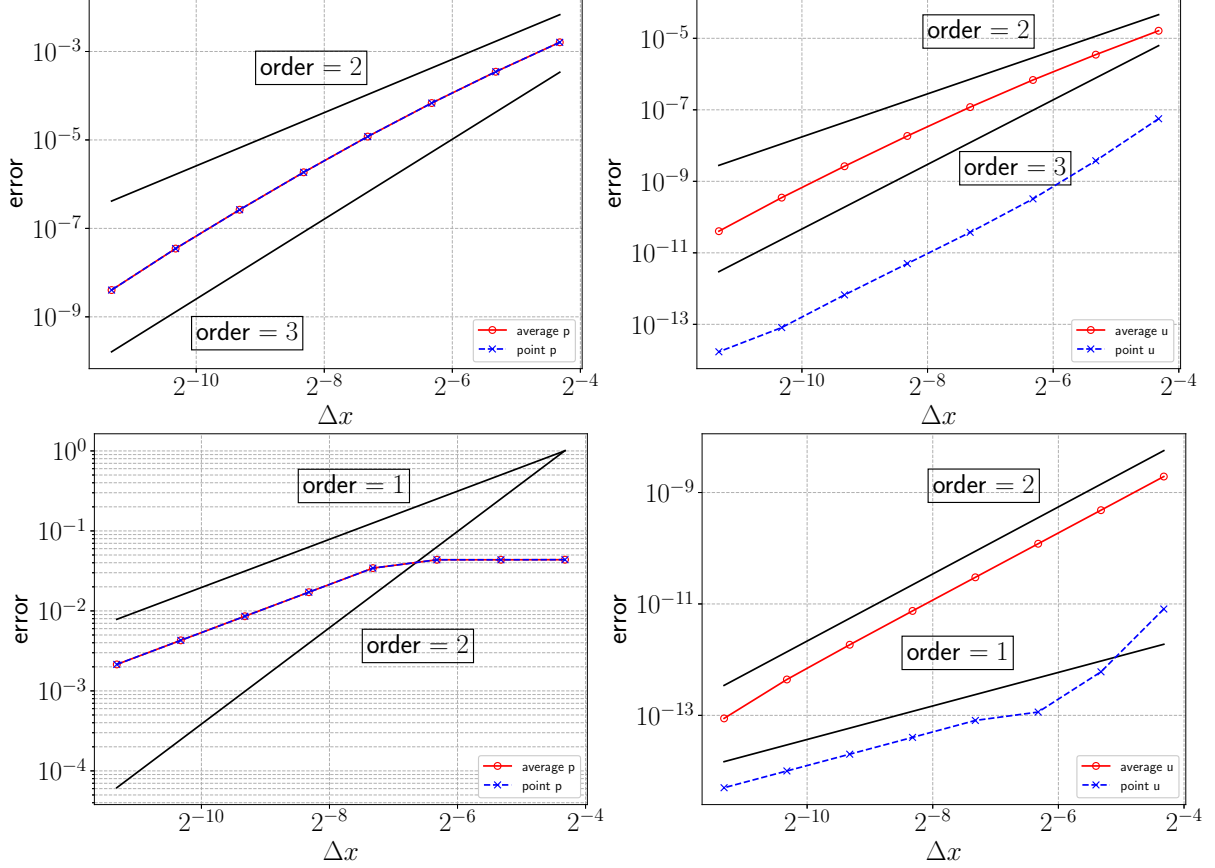 10^{-3}
10^{-5}
10^{-7}
10^{-9}
error
order = 2
order = 3
average p
point p
2^{-10} 2^{-8} 2^{-6} 2^{-4}
Δx
10^{-5}
10^{-7}
10^{-9}
10^{-11}
10^{-13}
error
order = 2
order = 3
average u
point u
2^{-10} 2^{-8} 2^{-6} 2^{-4}
Δx
10^{0}
10^{-1}
10^{-2}
10^{-3}
10^{-4}
error
order = 1
order = 2
average p
point p
2^{-10} 2^{-8} 2^{-6} 2^{-4}
Δx
10^{-9}
10^{-11}
10^{-13}
error
order = 2
order = 1
average u
point u
2^{-10} 2^{-8} 2^{-6} 2^{-4}
Δx